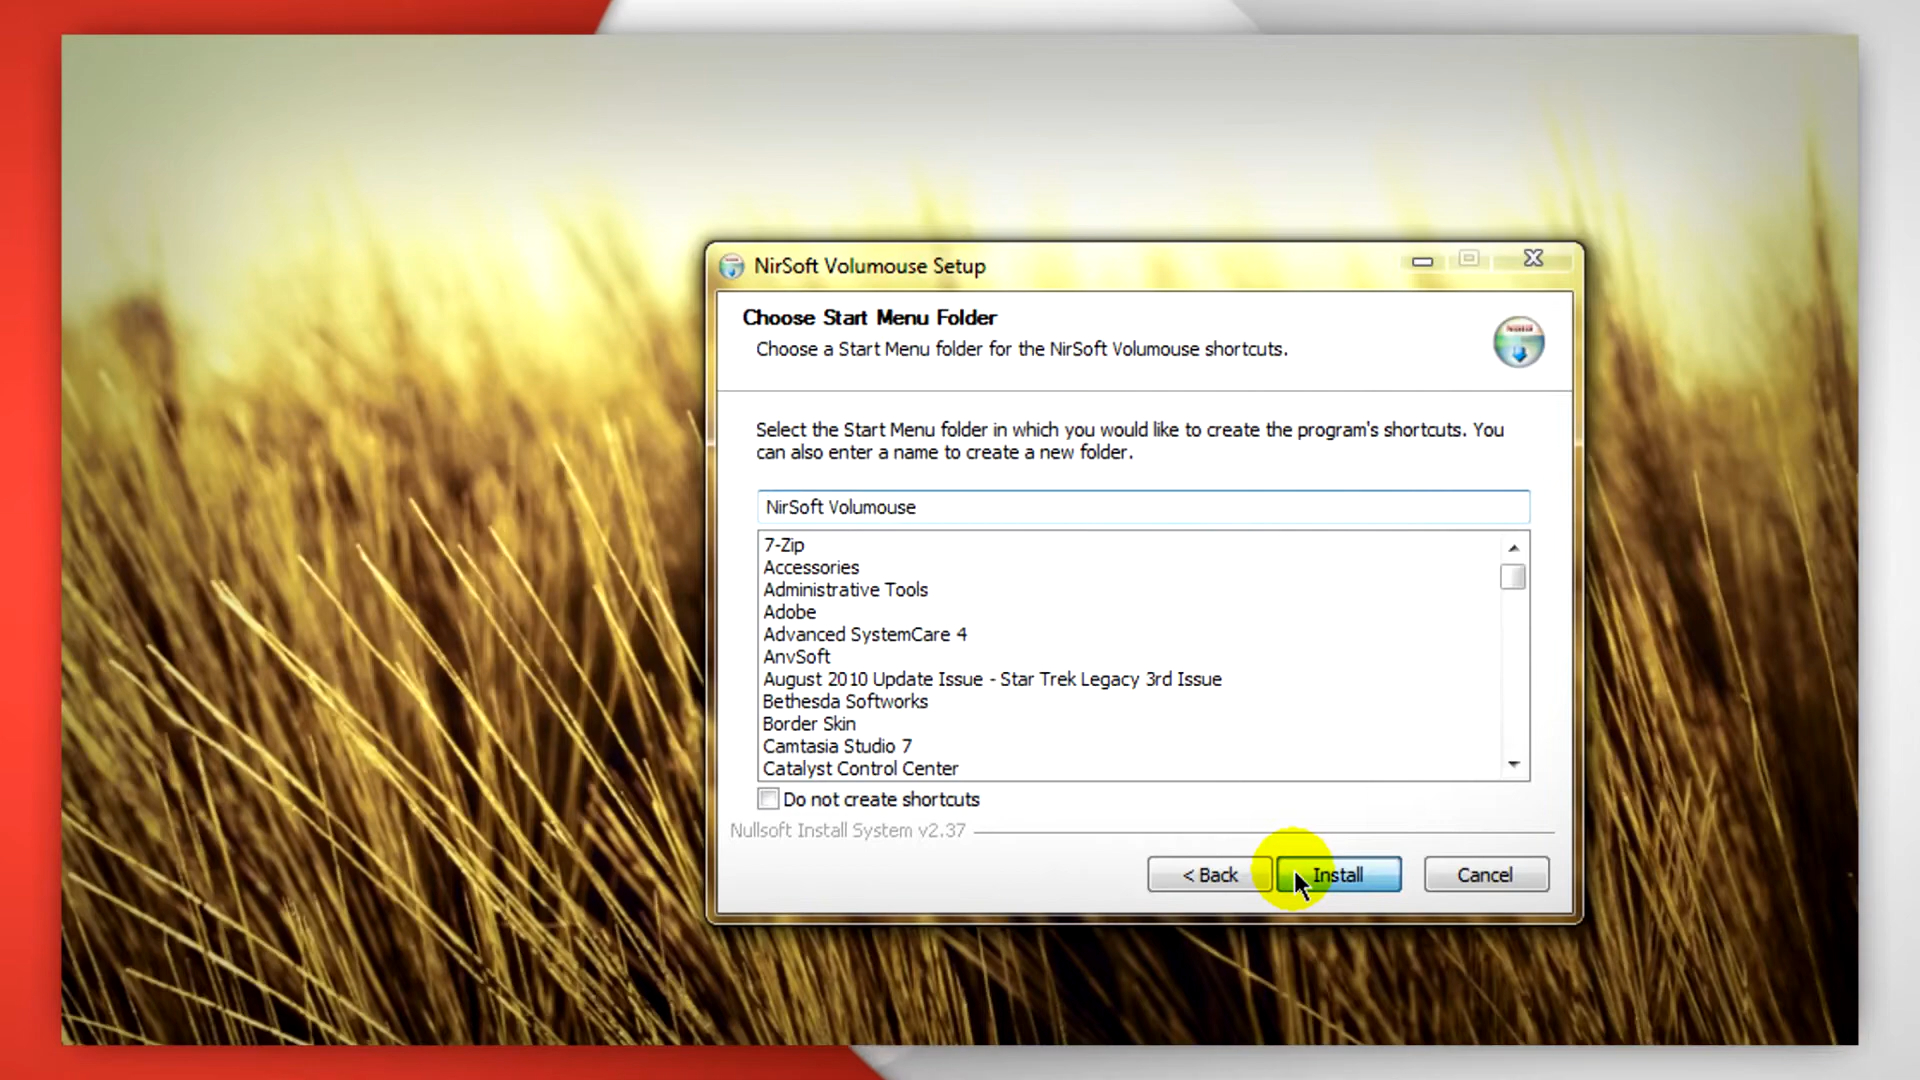 NirSoft Volumouse Setup
Choose Start Menu Folder
Choose a Start Menu folder for the NirSoft Volumouse shortcuts.
Select the Start Menu folder in which you would like to create the program's shortcuts. You
can also enter a name to create a new folder.
NirSoft Volumouse
7-Zip
Accessories
Administrative Tools
Adobe
Advanced SystemCare 4
AnvSoft
August 2010 Update Issue - Star Trek Legacy 3rd Issue
Bethesda Softworks
Border Skin
Camtasia Studio 7
Catalyst Control Center
Do not create shortcuts
Nullsoft Install System v2.37
< Back Install Cancel